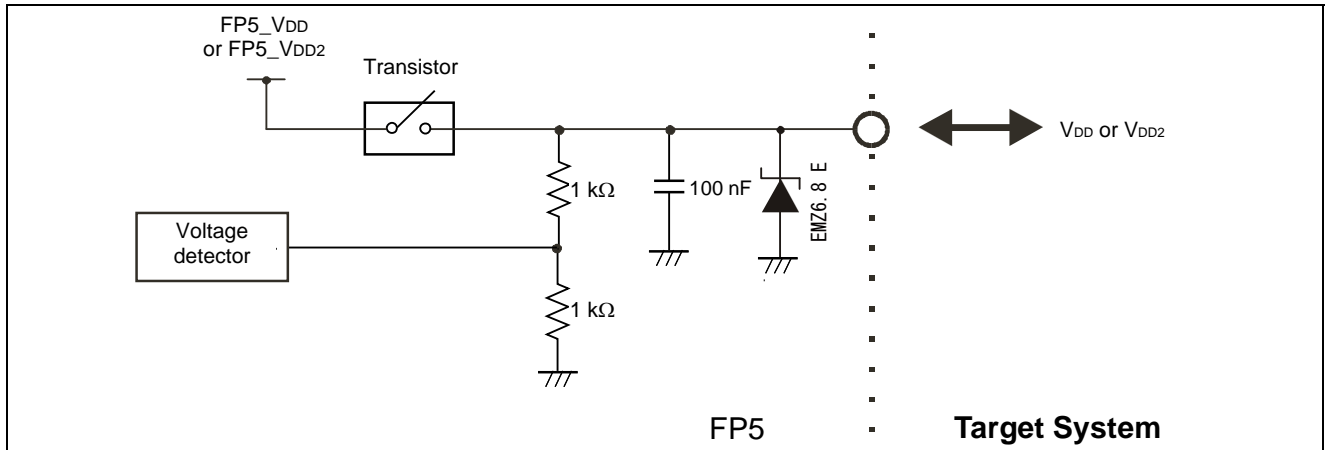 FP5_VDD
or FP5_VDD2
Transistor
VDD or VDD2
1 kΩ
100 nF
EMZ6. 8 E
Voltage
detector
1 kΩ
FP5
Target System